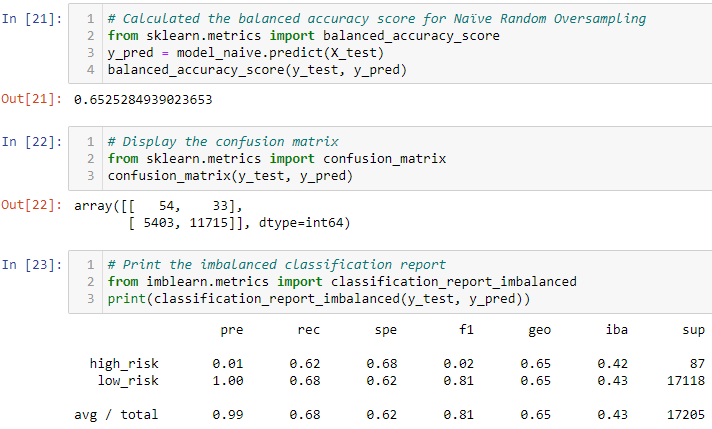 In [21]:
1 # Calculated the balanced accuracy score for Naïve Random Oversampling
2 from sklearn.metrics import balanced_accuracy_score
3 y_pred = model_naive.predict(X_test)
4 balanced_accuracy_score(y_test, y_pred)
Out[21]: 0.6525284939023653
In [22]:
1 # Display the confusion matrix
2 from sklearn.metrics import confusion_matrix
3 confusion_matrix(y_test, y_pred)
Out[22]: array([[   54,    33],
       [ 5403, 11715]], dtype=int64)
In [23]:
1 # Print the imbalanced classification report
2 from imblearn.metrics import classification_report_imbalanced
3 print(classification_report_imbalanced(y_test, y_pred))
pre rec spe f1 geo iba sup
high_risk 0.01 0.62 0.68 0.02 0.65 0.42 87
low_risk 1.00 0.68 0.62 0.81 0.65 0.43 17118
avg / total 0.99 0.68 0.62 0.81 0.65 0.43 17205